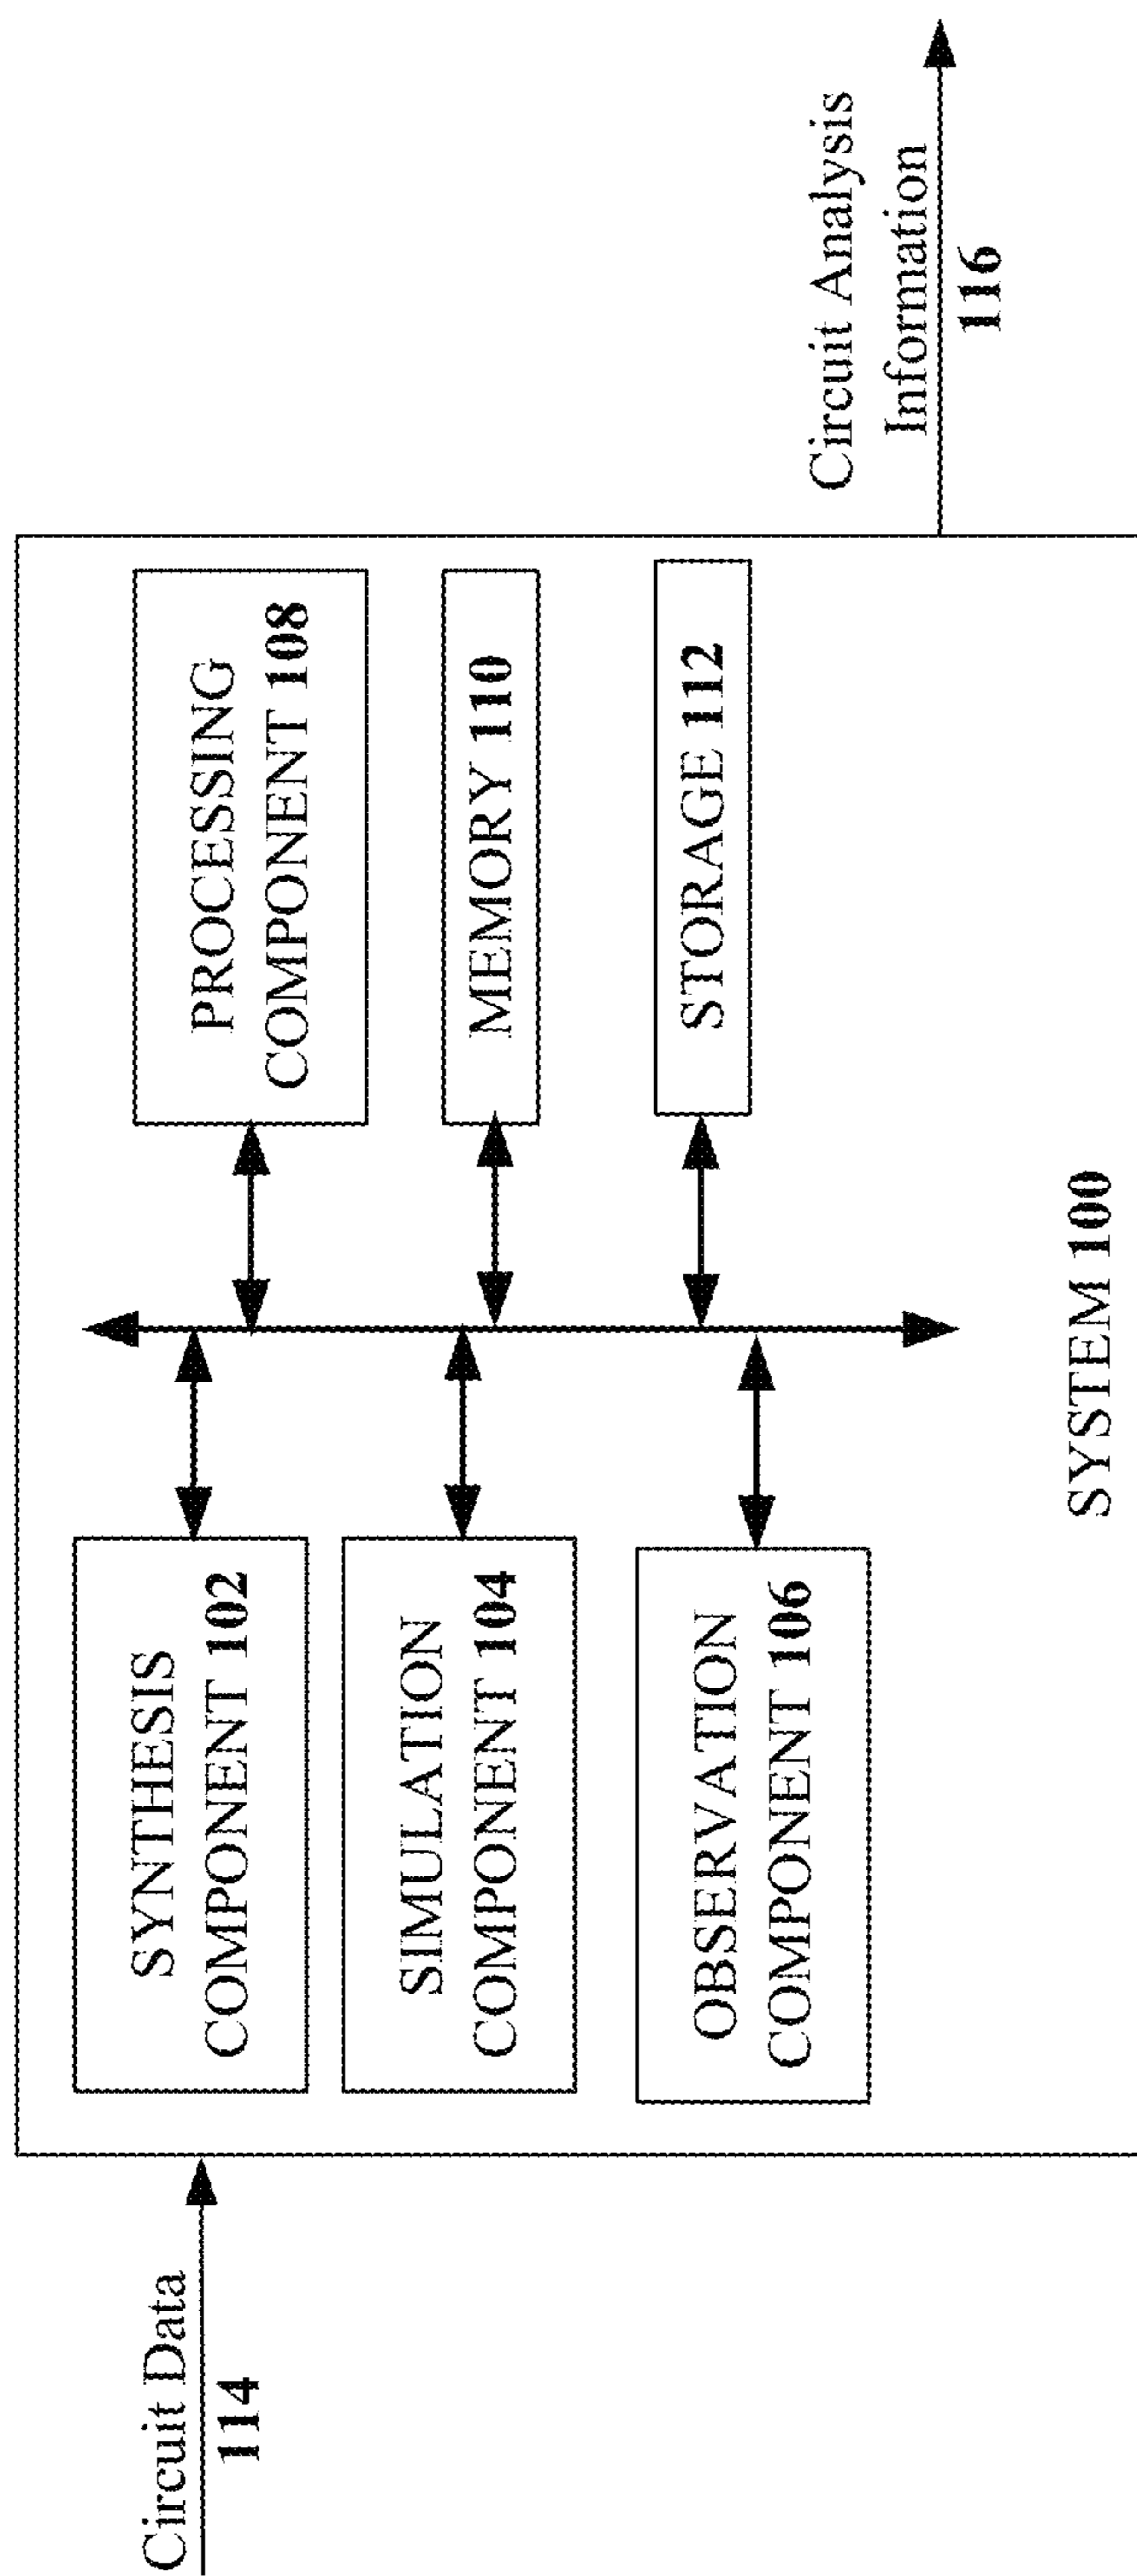 Circuit Data
114
SYNTHESIS
COMPONENT 102
SIMULATION
COMPONENT 104
OBSERVATION
COMPONENT 106
PROCESSING
COMPONENT 108
MEMORY 110
STORAGE 112
SYSTEM 100
Circuit Analysis
Information
116